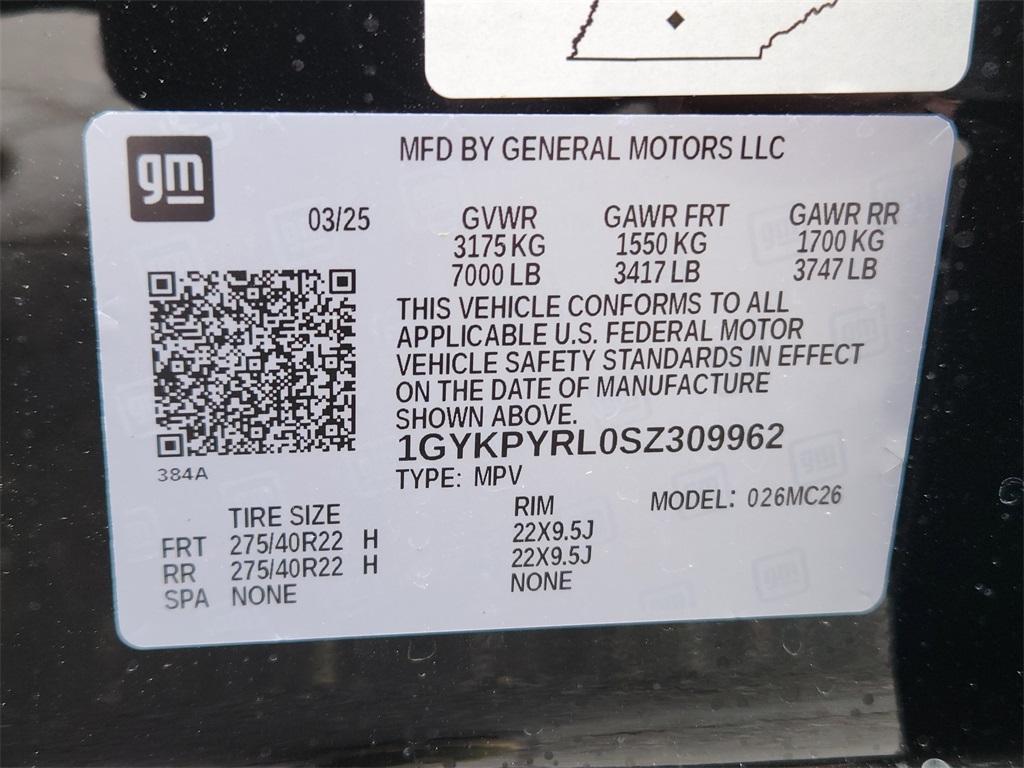 gm
MFD BY GENERAL MOTORS LLC
03/25 GVWR GAWR FRT GAWR RR
3175 KG 1550 KG 1700 KG
7000 LB 3417 LB 3747 LB
THIS VEHICLE CONFORMS TO ALL
APPLICABLE U.S. FEDERAL MOTOR
VEHICLE SAFETY STANDARDS IN EFFECT
ON THE DATE OF MANUFACTURE
SHOWN ABOVE.
1GYKPYRL0SZ309962
384A
TYPE: MPV
MODEL: 026MC26
TIRE SIZE RIM
FRT 275/40R22 H 22X9.5J
RR 275/40R22 H 22X9.5J
SPA NONE NONE